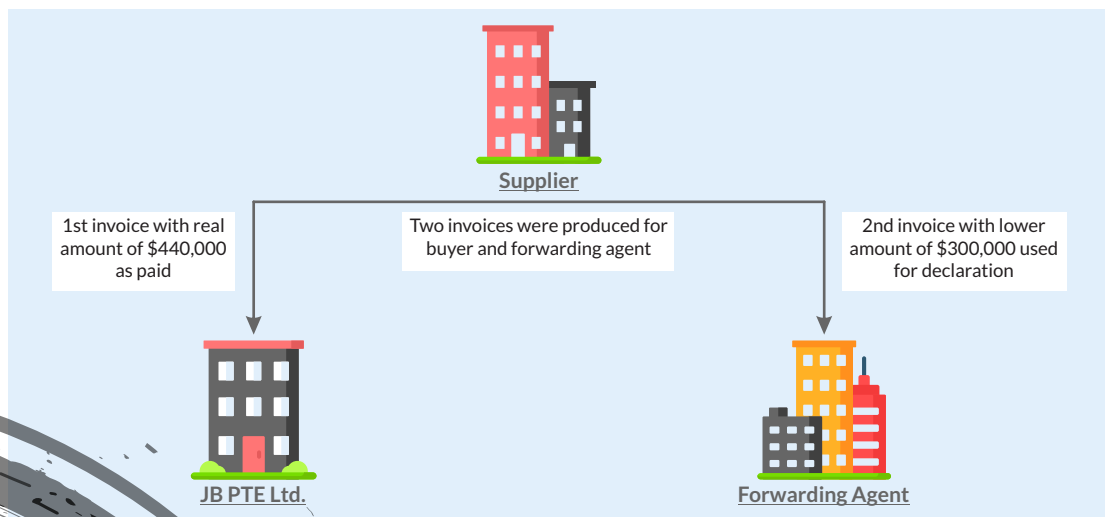 Supplier
1st invoice with real
amount of $440,000
as paid
Two invoices were produced for
buyer and forwarding agent
2nd invoice with lower
amount of $300,000 used
for declaration
JB PTE Ltd.
Forwarding Agent